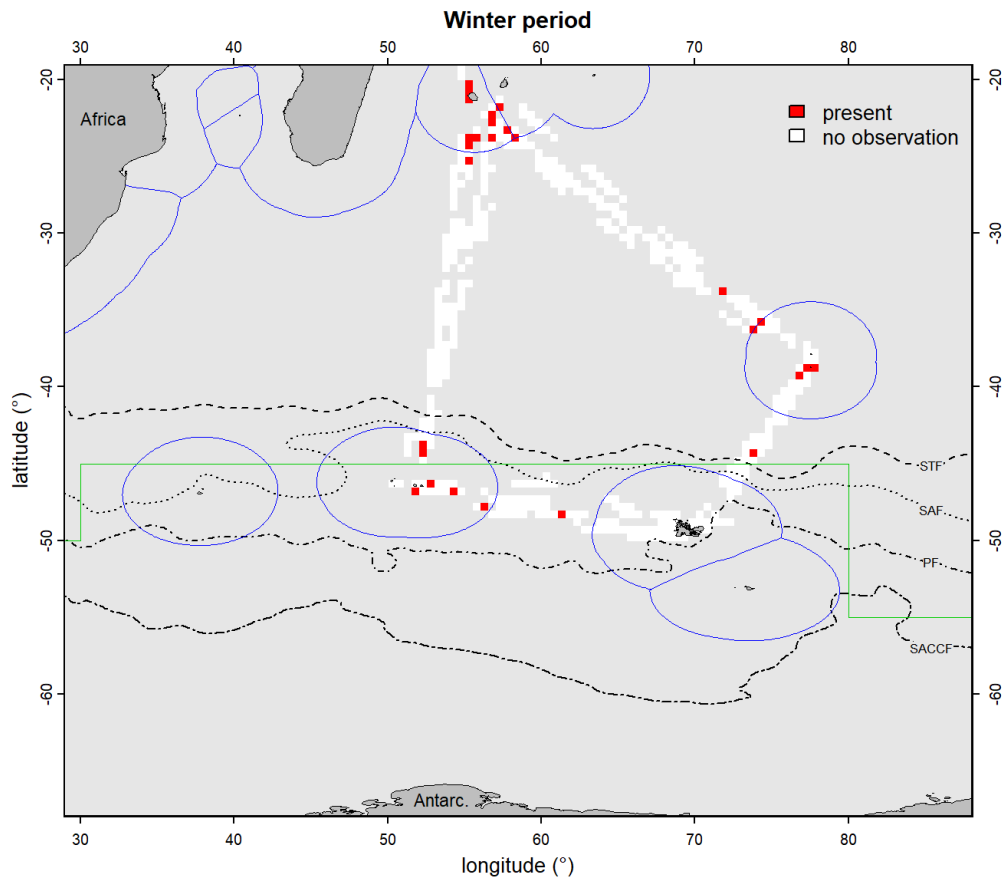 Winter period
30 40 50 60 70 80
-20 -20
Africa
present
no observation
-30 -30
latitude (°)
-40 -40
STF
SAF
-50 -50
PF
SACCF
-60 -60
Antarc.
30 40 50 60 70 80
longitude (°)